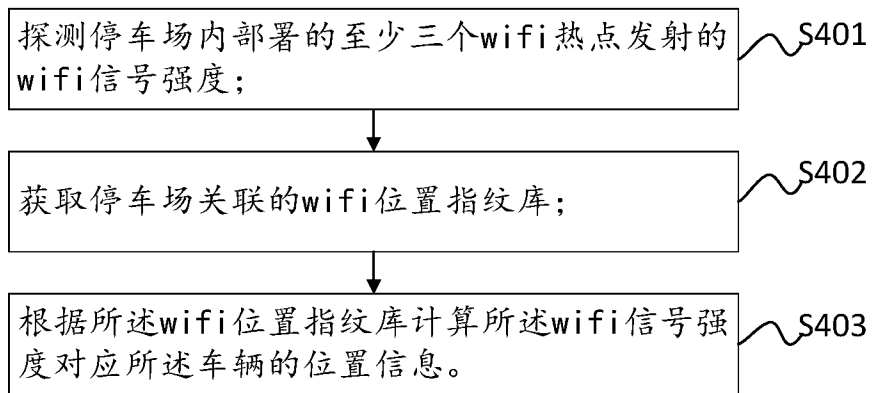 探测停车场内部署的至少三个wifi热点发射的
wifi信号强度；
S401
获取停车场关联的wifi位置指纹库；
S402
根据所述wifi位置指纹库计算所述wifi信号强
度对应所述车辆的位置信息。
S403